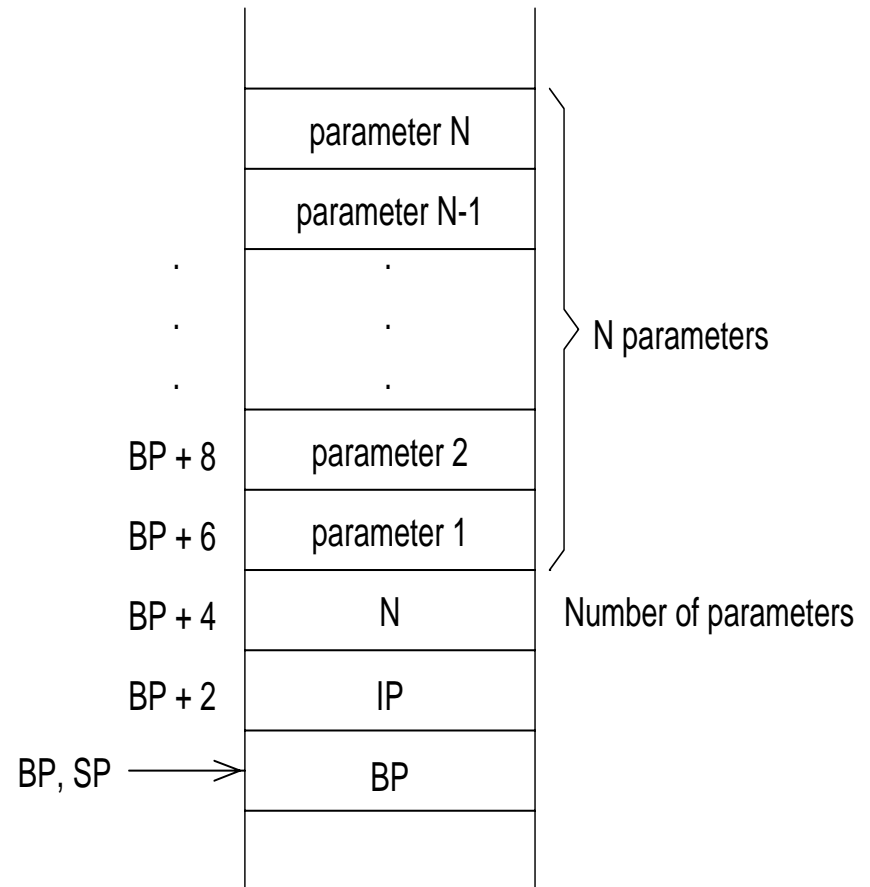 parameter N
parameter N-1
. .
. .
. .
N parameters
BP + 8 parameter 2
BP + 6 parameter 1
BP + 4 N Number of parameters
BP + 2 IP
BP, SP BP